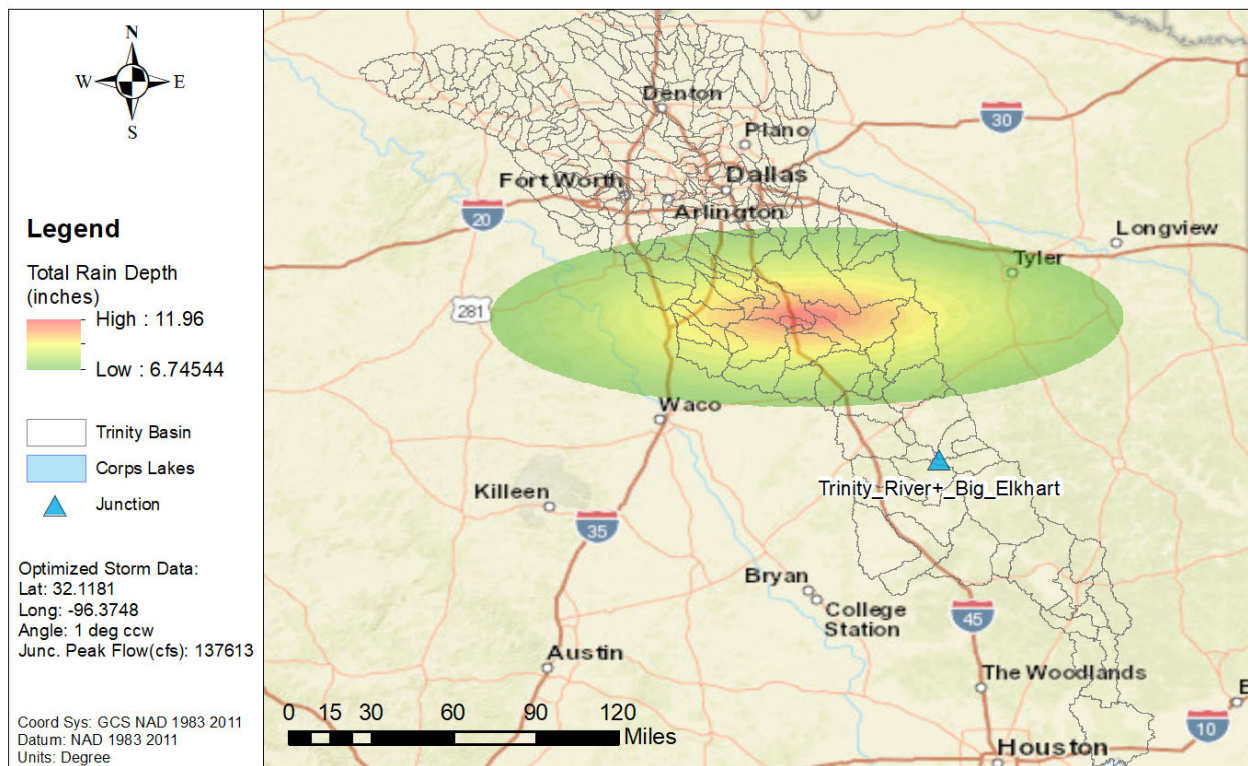 N
W E
S
Legend
Total Rain Depth
(inches)
High : 11.96
Low : 6.74544
Trinity Basin
Corps Lakes
Junction
Optimized Storm Data:
Lat: 32.1181
Long: -96.3748
Angle: 1 deg ccw
Junc. Peak Flow(cfs): 137613
Coord Sys: GCS NAD 1983 2011
Datum: NAD 1983 2011
Units: Degree
Denton
30
Plano
Dallas
Fort Worth
20
Arlington
Longview
Tyler
281
Waco
Trinity_River+_Big_Elkhart
Killeen
35
Bryan
College
Station
45
Austin
The Woodlands
0 15 30 60 90 120
Miles
10
Houston